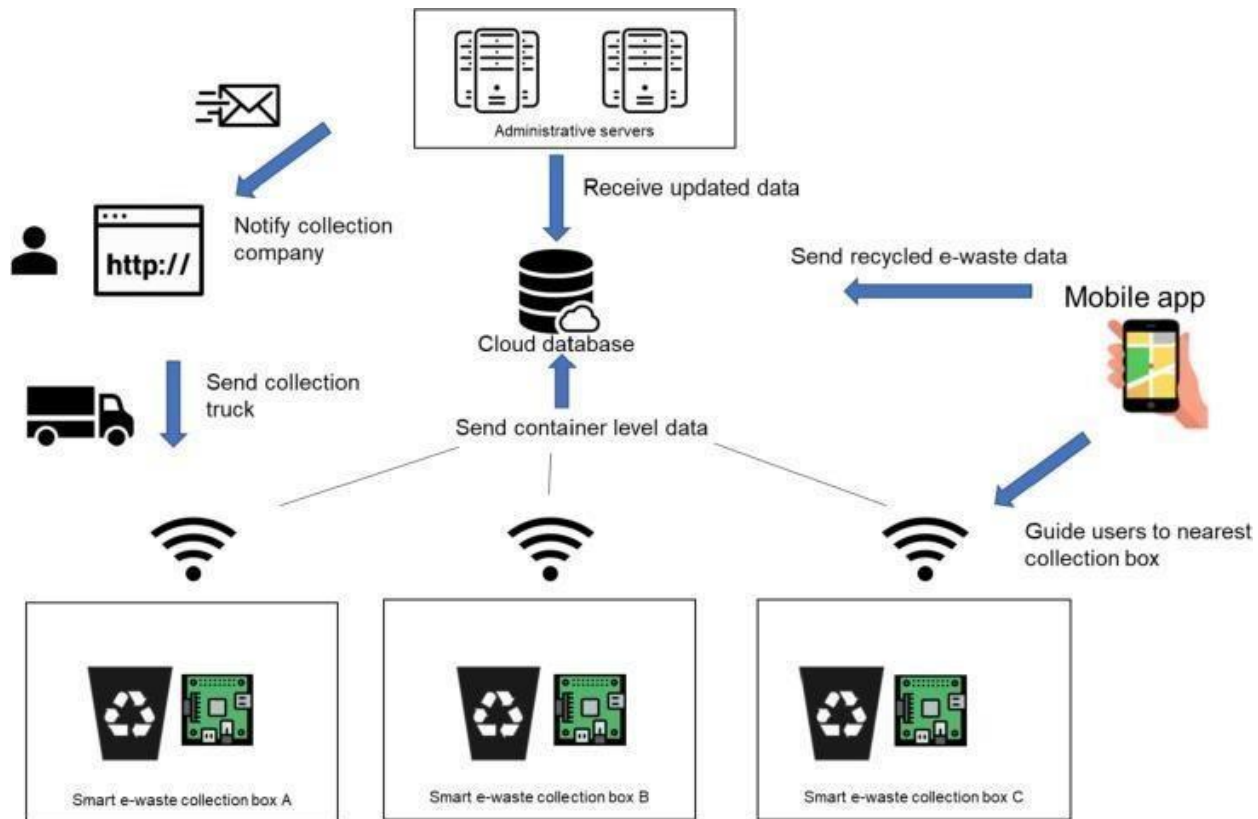 Administrative servers
Receive updated data
Notify collection
company
http://
Send recycled e-waste data
Mobile app
Cloud database
Send collection
truck
Send container level data
Guide users to nearest
collection box
Smart e-waste collection box A
Smart e-waste collection box B
Smart e-waste collection box C